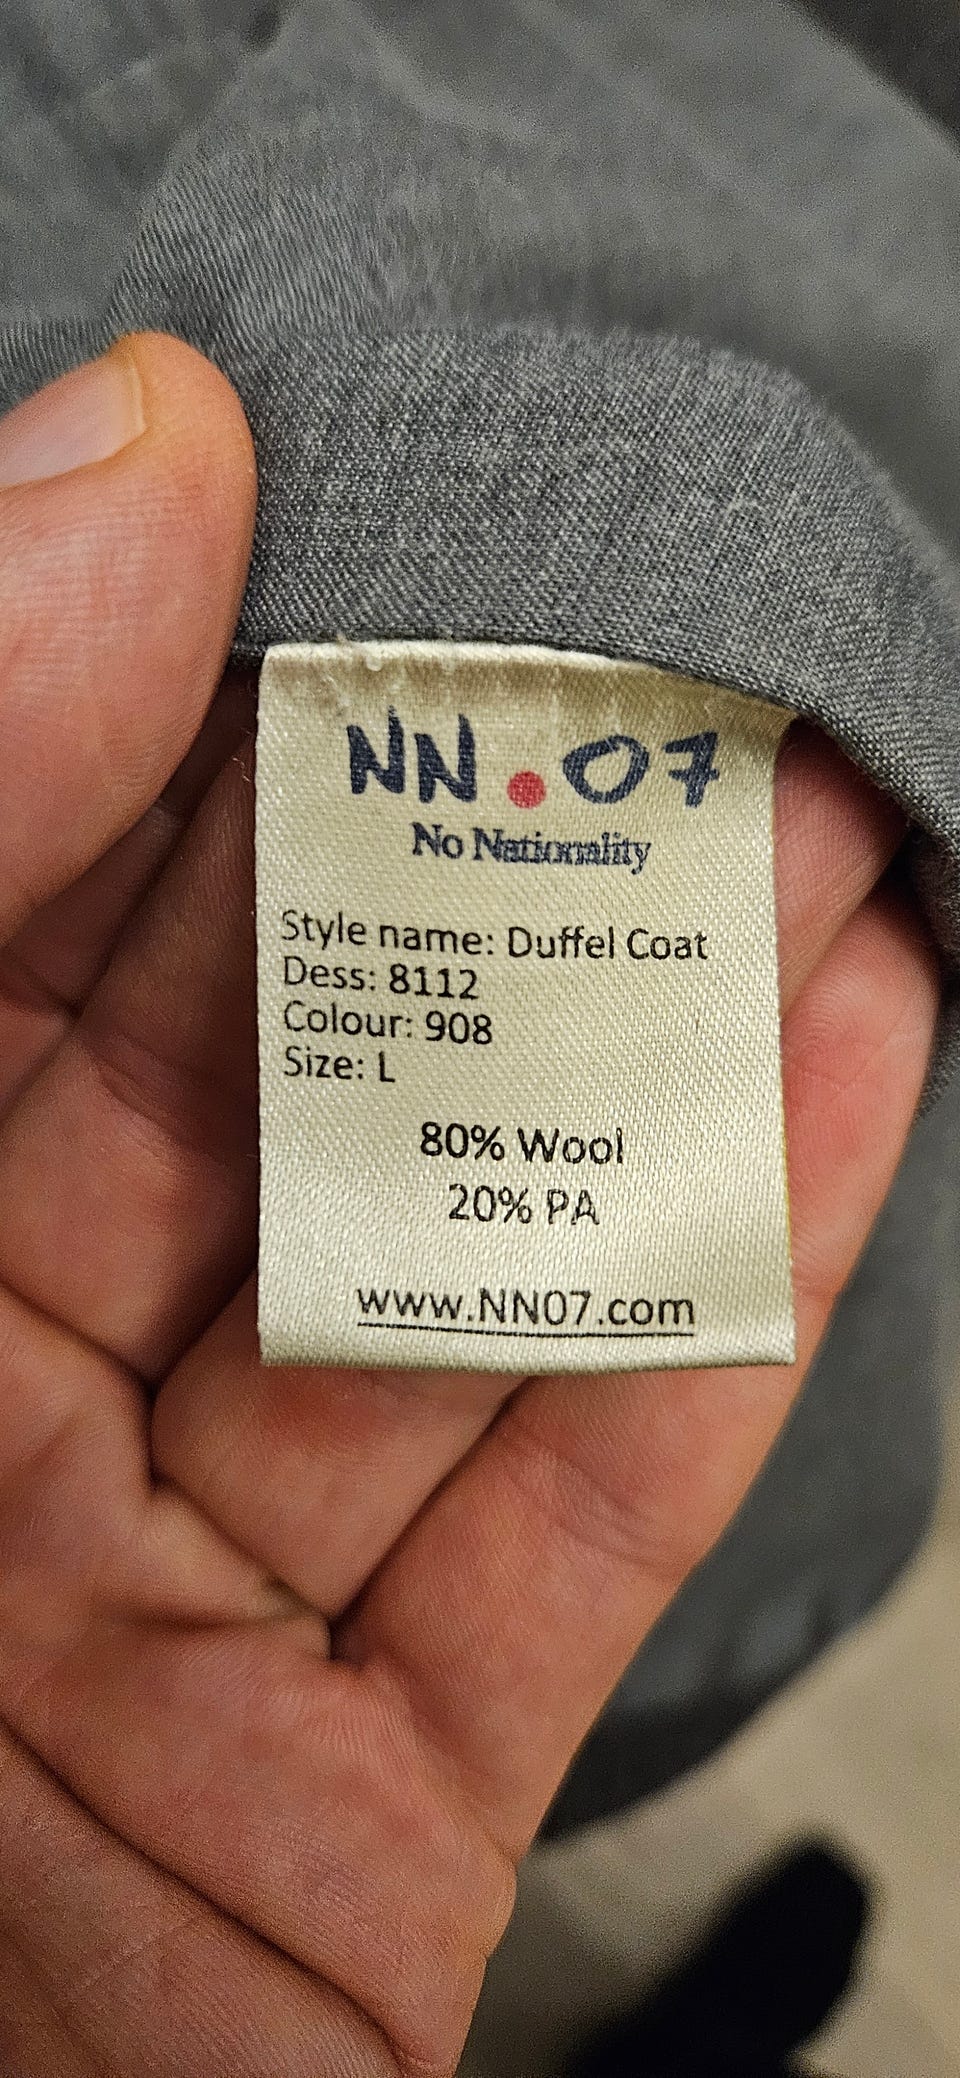 NN.07
No Nationality
Style name: Duffel Coat
Dess: 8112
Colour: 908
Size: L
80% Wool
20% PA
www.NN07.com